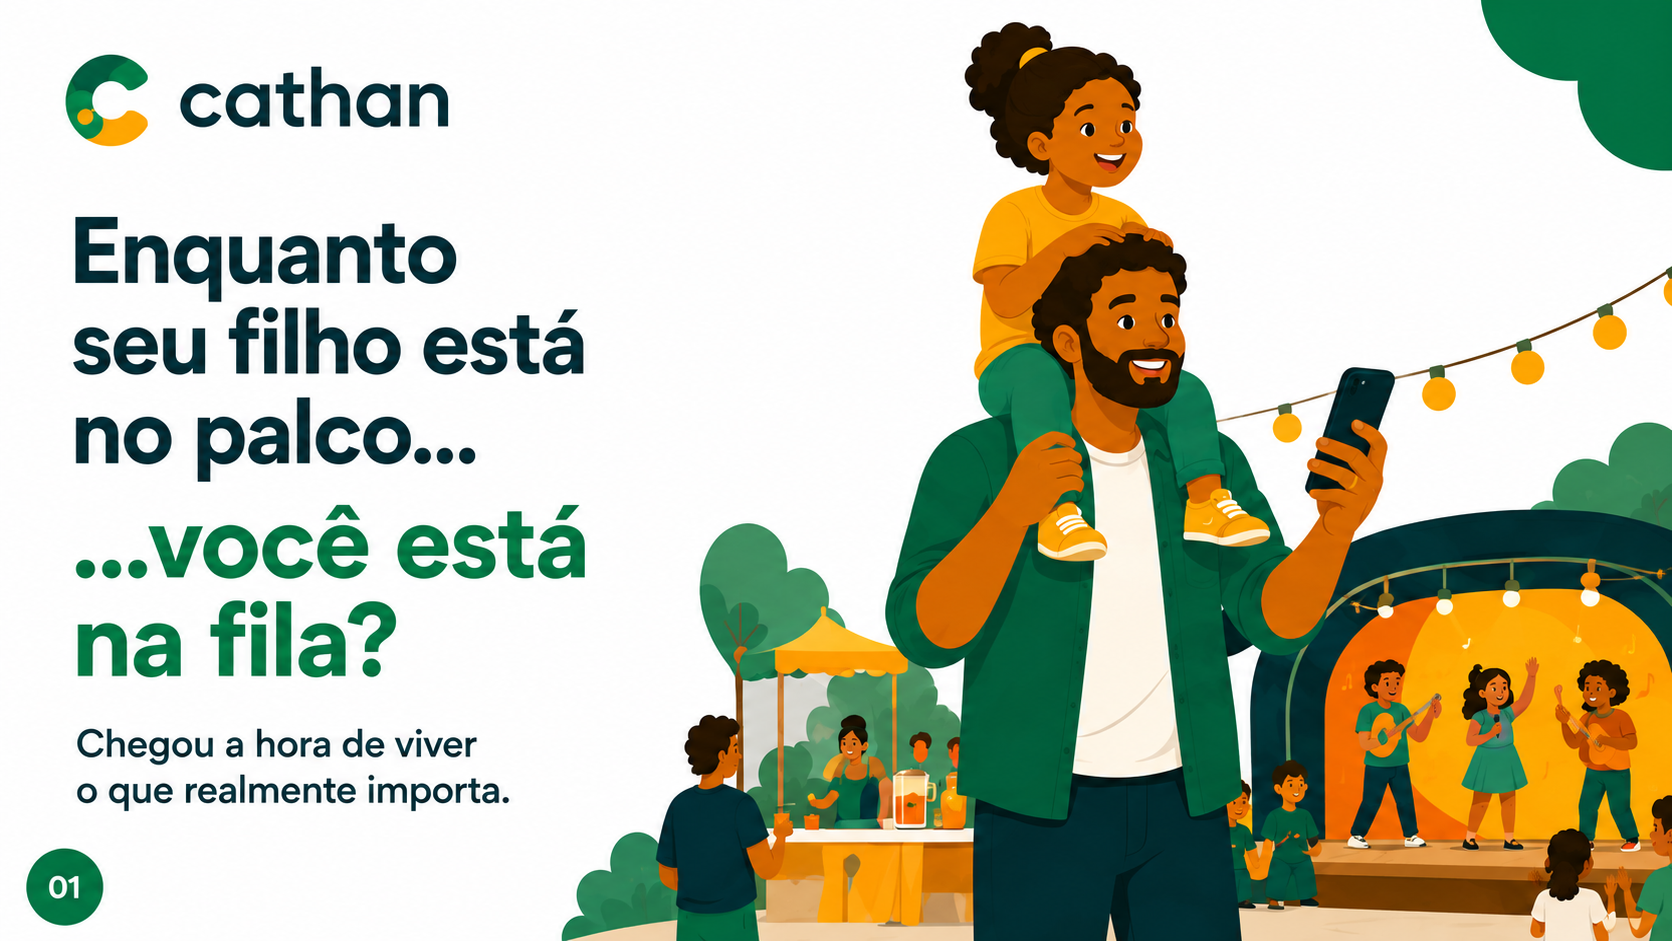 cathan
Enquanto
seu filho está
no palco...
...você está
na fila?
Chegou a hora de viver
o que realmente importa.
01